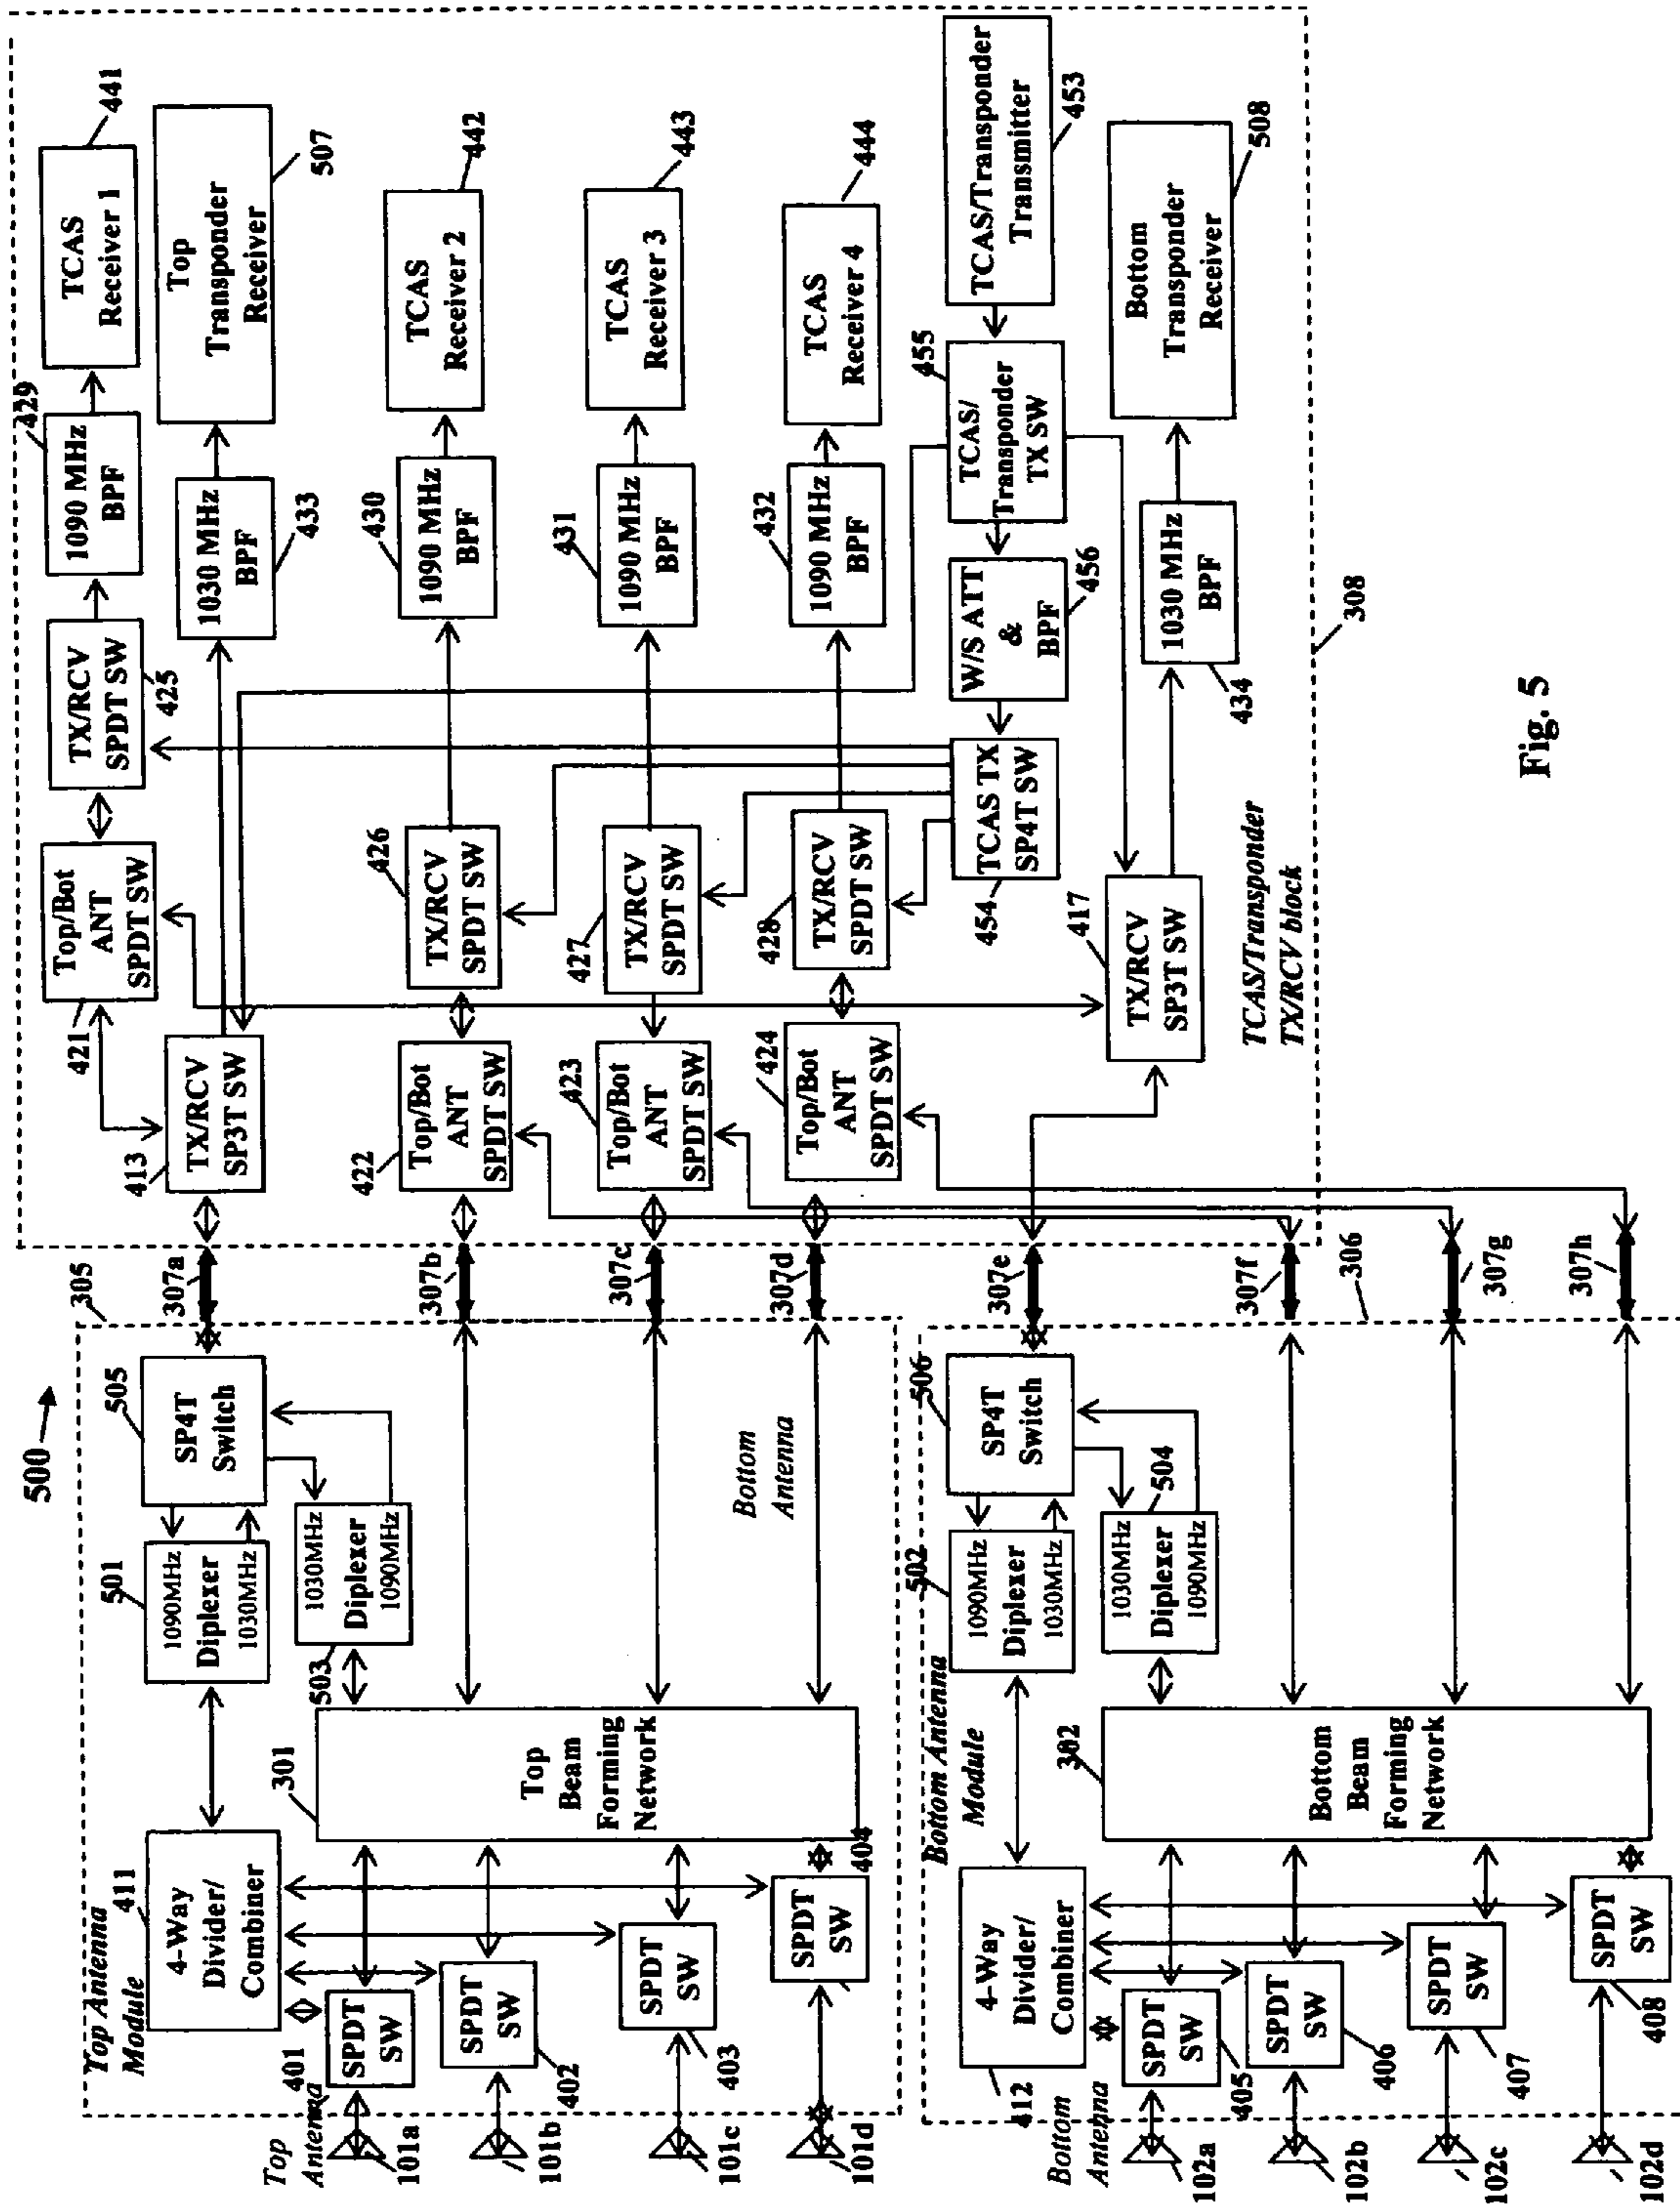 500
Top Antenna
Module
411
4-Way
Divider/
Combiner
501
1090MHz
Diplexer
1030MHz
505
SP4T
Switch
305
307a
503
1030MHz
Diplexer
1090MHz
301
Top
Beam
Forming
Network
401
SPDT
SW
402
SPDT
SW
403
SPDT
SW
404
SPDT
SW
Top
Antenna
101a
101b
101c
101d
Bottom
Antenna
307b
307c
307d
Bottom Antenna
Module
412
4-Way
Divider/
Combiner
502
1090MHz
Diplexer
1030MHz
506
SP4T
Switch
504
1030MHz
Diplexer
1090MHz
302
Bottom
Beam
Forming
Network
405
SPDT
SW
406
SPDT
SW
407
SPDT
SW
408
SPDT
SW
Bottom
Antenna
102a
102b
102c
102d
306
307e
307f
307g
307h
413
TX/RCV
SP3T SW
421
Top/Bot
ANT
SPDT SW
425
TX/RCV
SPDT SW
429
1090 MHz
BPF
441
TCAS
Receiver 1
433
1030 MHz
BPF
507
Top
Transponder
Receiver
422
Top/Bot
ANT
SPDT SW
426
TX/RCV
SPDT SW
430
1090 MHz
BPF
442
TCAS
Receiver 2
423
Top/Bot
ANT
SPDT SW
427
TX/RCV
SPDT SW
431
1090 MHz
BPF
443
TCAS
Receiver 3
424
Top/Bot
ANT
SPDT SW
428
TX/RCV
SPDT SW
432
1090 MHz
BPF
444
TCAS
Receiver 4
454
TCAS TX
SP4T SW
456
W/S ATT
&
BPF
455
TCAS/
Transponder
TX SW
453
TCAS/Transponder
Transmitter
417
TX/RCV
SP3T SW
434
1030 MHz
BPF
508
Bottom
Transponder
Receiver
TCAS/Transponder
TX/RCV block
308
Fig. 5